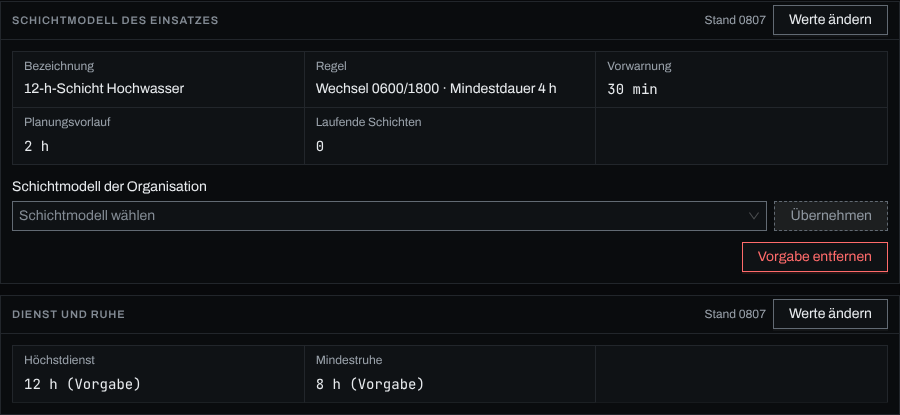 SCHICHTMODELL DES EINSATZES
Stand 0807
Werte ändern
Bezeichnung
Regel
Vorwarnung
12-h-Schicht Hochwasser
Wechsel 0600/1800 · Mindestdauer 4 h
30 min
Planungsvorlauf
Laufende Schichten
2 h
0
Schichtmodell der Organisation
Schichtmodell wählen
Übernehmen
Vorgabe entfernen
DIENST UND RUHE
Stand 0807
Werte ändern
Höchstdienst
Mindestruhe
12 h (Vorgabe)
8 h (Vorgabe)